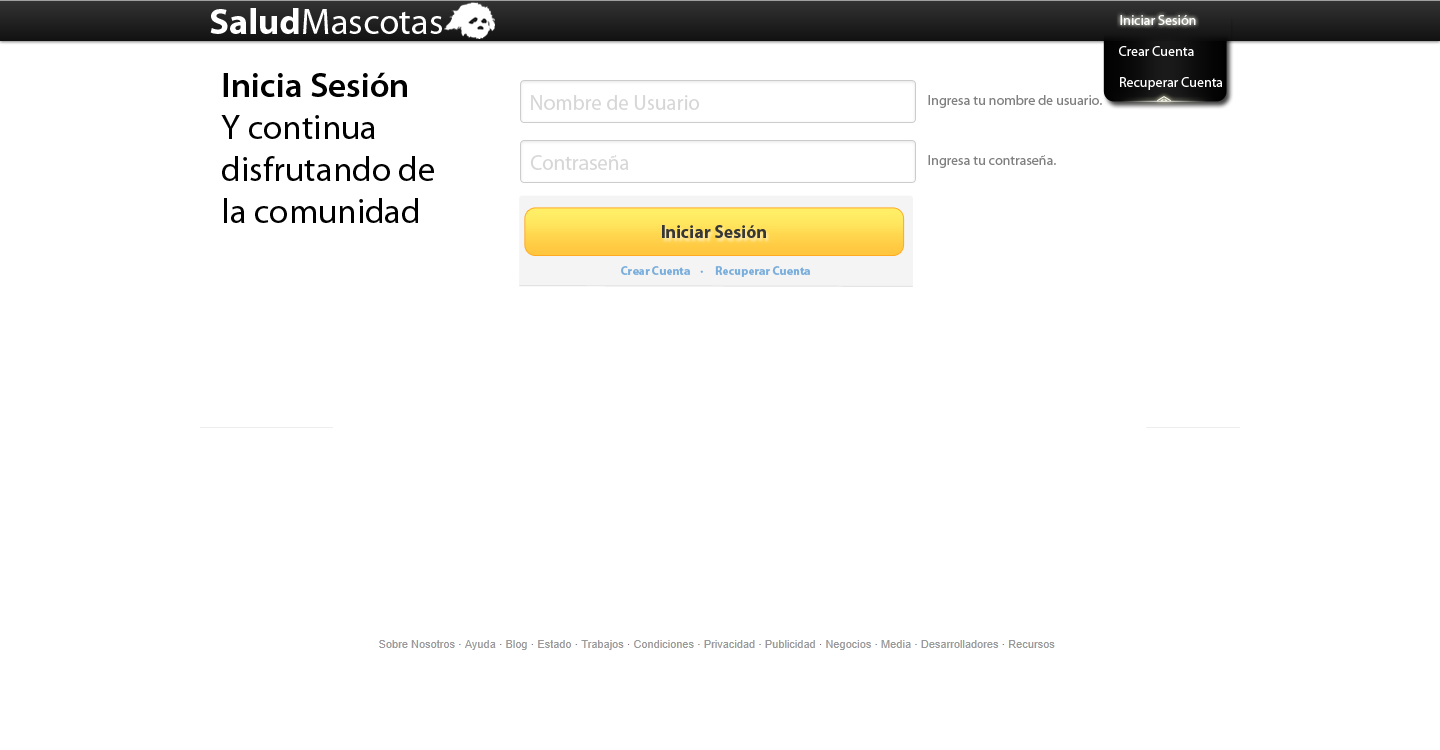 SaludMascotas
Iniciar Sesión
Crear Cuenta
Recuperar Cuenta
Inicia Sesión
Y continua
disfrutando de
la comunidad
Nombre de Usuario
Ingresa tu nombre de usuario.
Contraseña
Ingresa tu contraseña.
Iniciar Sesión
Crear Cuenta · Recuperar Cuenta
Sobre Nosotros · Ayuda · Blog · Estado · Trabajos · Condiciones · Privacidad · Publicidad · Negocios · Media · Desarrolladores · Recursos